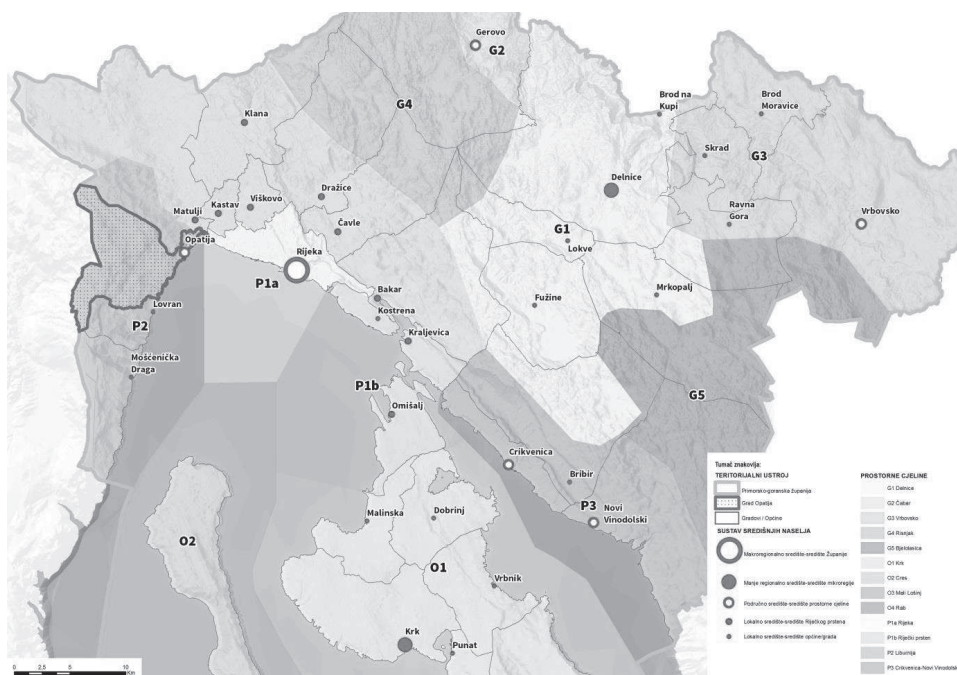 Gerovo
G2
G4
Brod na
Kupi
Brod
Moravice
Klana
Skrad
G3
Delnice
Dražice
Matulji
Kastav
Viškovo
Ravna
Gora
Vrbovsko
Čavle
G1
Lokve
Opatija
Rijeka
P1a
Bakar
Mrkopalj
Fužine
Lovran
Kostrena
P2
Kraljevica
Mošćenička
Draga
P1b
G5
Omišalj
Crikvenica
Bribir
P3
Novi
Vinodolski
Malinska
Dobrinj
O2
O1
Vrbnik
Krk
Punat
0 2,5 5 10
Km
Tumač znakovija:
TERITORIJALNI USTROJ
Primorsko-goranska županija
Grad Opatija
Gradovi / Općine
SUSTAV SREDIŠNJIH NASELJA
Makroregionalno središte-središte Županije
Manje regionalno središte-središte mikroregije
Područno središte-središte prostorne cjeline
Lokalno središte-središte Riječkog prstena
Lokalno središte-središte općine/grada
PROSTORNE CJELINE
G1 Delnice
G2 Čabar
G3 Vrbovsko
G4 Risnjak
G5 Bjelolasica
O1 Krk
O2 Cres
O3 Mali Lošinj
O4 Rab
P1a Rijeka
P1b Riječki prsten
P2 Liburnija
P3 Crikvenica-Novi Vinodolski